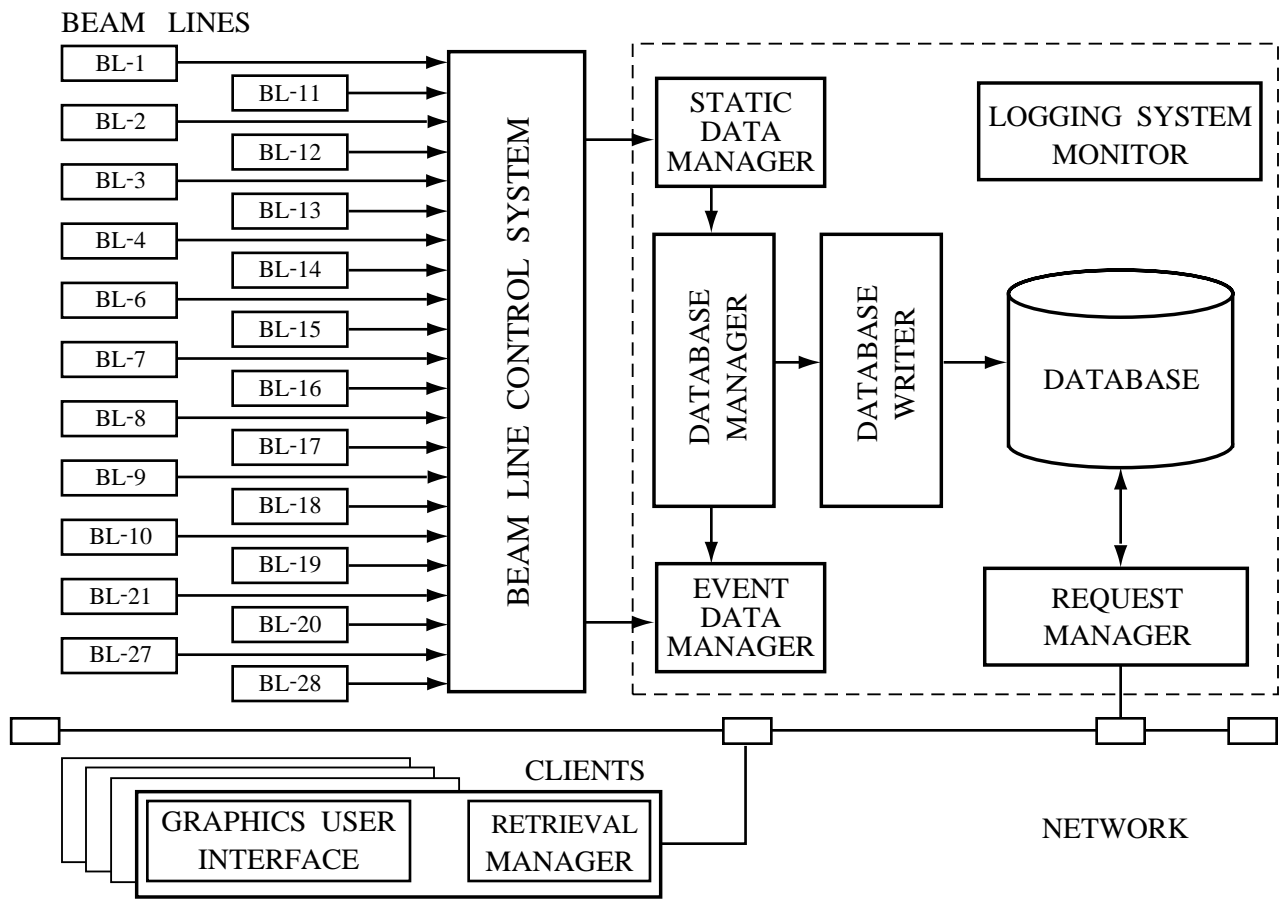 BEAM LINES
BL-1
BL-11
BL-2
BL-12
BL-3
BL-13
BL-4
BL-14
BL-6
BL-15
BL-7
BL-16
BL-8
BL-17
BL-9
BL-18
BL-10
BL-19
BL-21
BL-20
BL-27
BL-28
BEAM LINE CONTROL SYSTEM
STATIC
DATA
MANAGER
LOGGING SYSTEM
MONITOR
DATABASE
MANAGER
DATABASE
WRITER
DATABASE
EVENT
DATA
MANAGER
REQUEST
MANAGER
CLIENTS
GRAPHICS USER
INTERFACE
RETRIEVAL
MANAGER
NETWORK